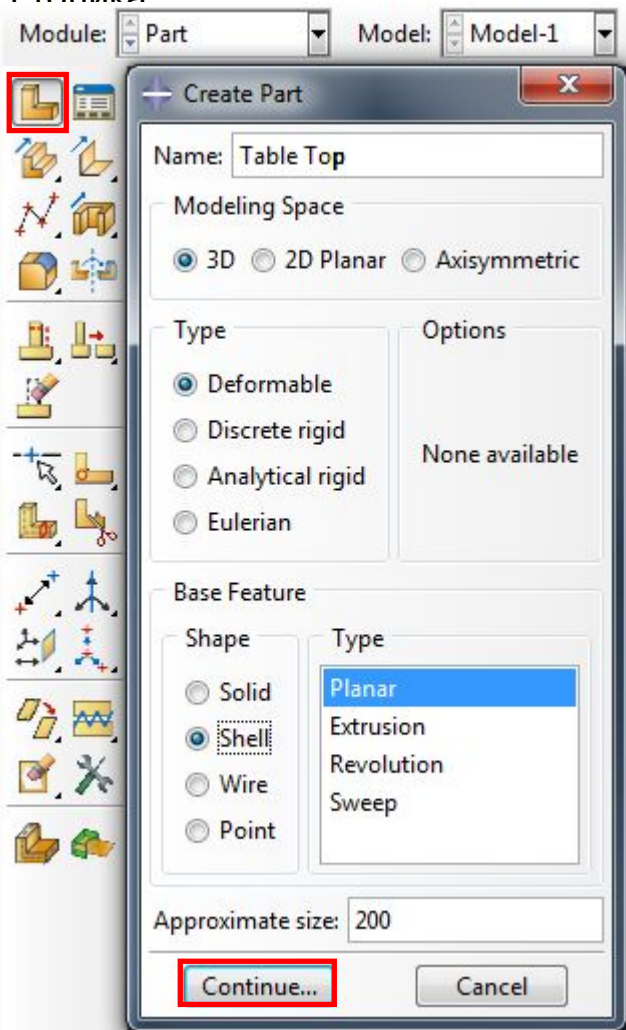 Module: Part Model: Model-1
Create Part
Name: Table Top
Modeling Space
3D 2D Planar Axisymmetric
Type Options
Deformable
Discrete rigid
None available
Analytical rigid
Eulerian
Base Feature
Shape Type
Solid Planar
Shell Extrusion
Wire Revolution
Point Sweep
Approximate size: 200
Continue... Cancel